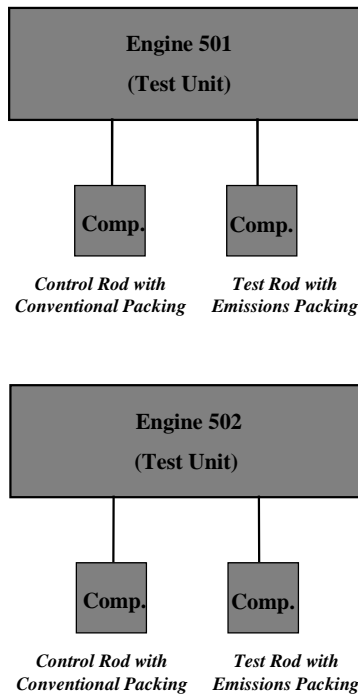 Engine 501
(Test Unit)
Comp.
Comp.
Control Rod with
Conventional Packing
Test Rod with
Emissions Packing
Engine 502
(Test Unit)
Comp.
Comp.
Control Rod with
Conventional Packing
Test Rod with
Emissions Packing